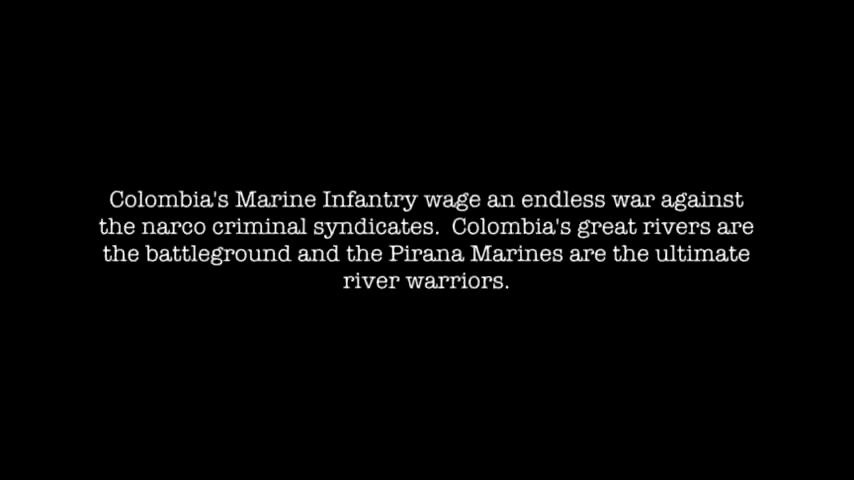 Colombia's Marine Infantry wage an endless war against
the narco criminal syndicates.  Colombia's great rivers are
the battleground and the Pirana Marines are the ultimate
river warriors.